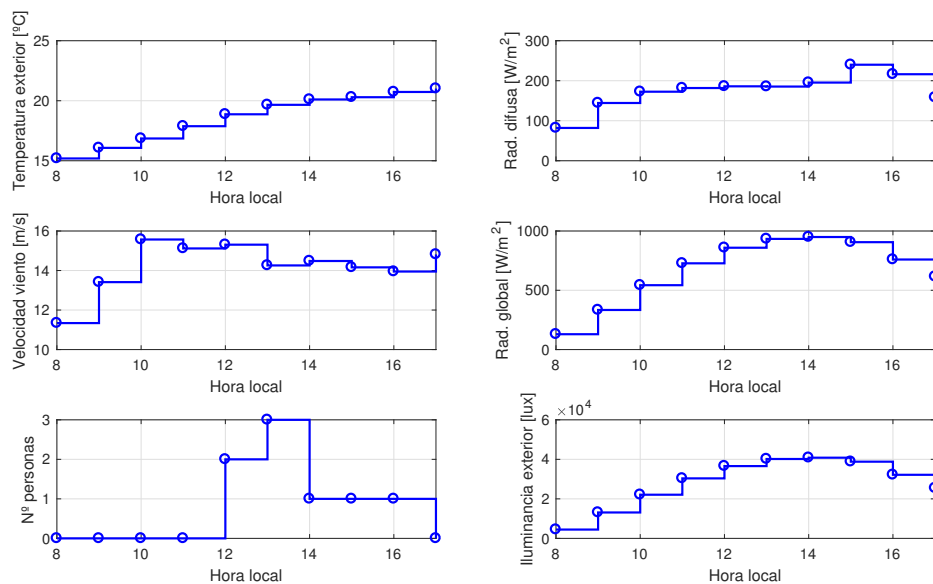 Temperatura exterior [ºC]
25
20
15
8 10 12 14 16
Hora local
Rad. difusa [W/m²]
300
200
100
0
8 10 12 14 16
Hora local
Velocidad viento [m/s]
16
14
12
10
8 10 12 14 16
Hora local
Rad. global [W/m²]
1000
500
0
8 10 12 14 16
Hora local
Nº personas
3
2
1
0
8 10 12 14 16
Hora local
Iluminancia exterior [lux]
×10⁴
6
4
2
0
8 10 12 14 16
Hora local